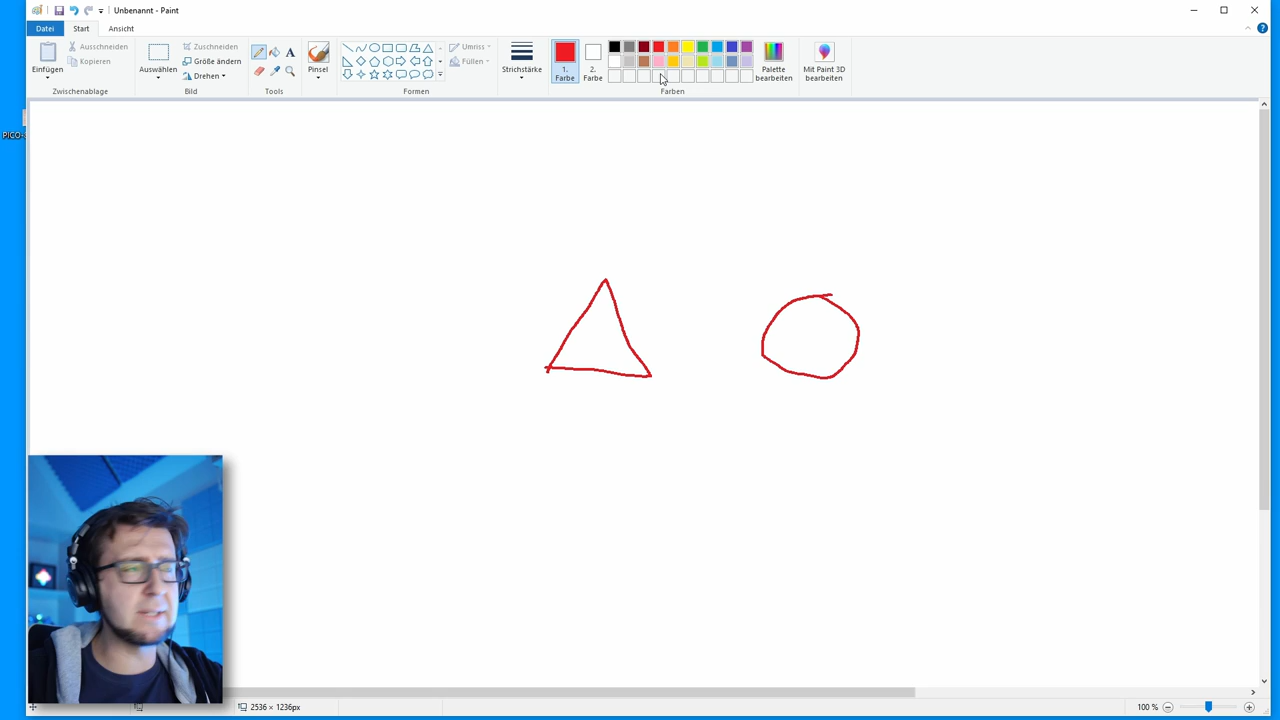 Unbenannt - Paint
Datei Start Ansicht
Einfügen
Ausschneiden
Kopieren
Zwischenablage
Auswählen
Zuschneiden
Größe ändern
Drehen
Bild
Tools
Pinsel
Umriss
Füllen
Formen
Strichstärke
1.
Farbe
2.
Farbe
Palette
bearbeiten
Farben
Mit Paint 3D
bearbeiten
2536 × 1236px
100 %